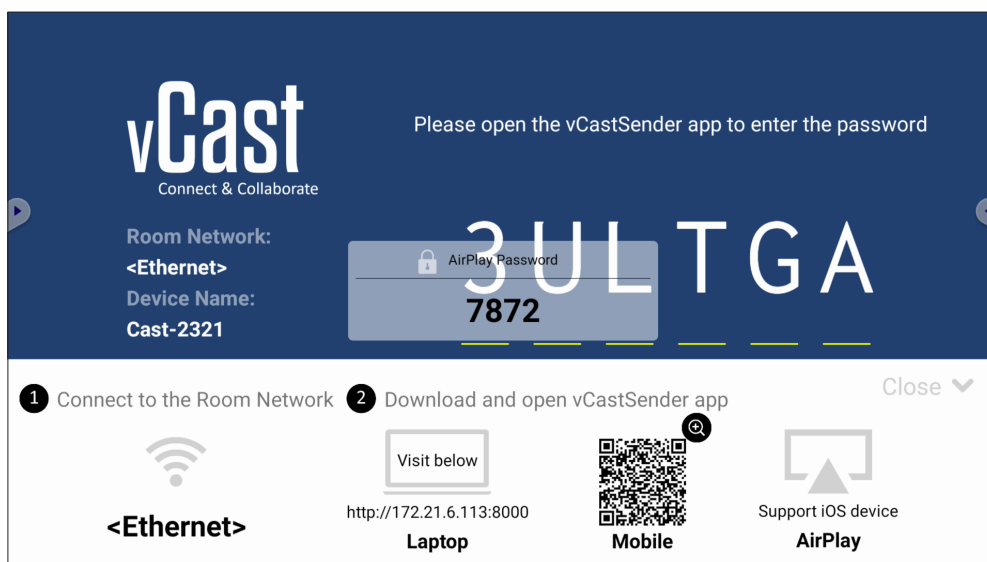 vCast
Connect & Collaborate
Please open the vCastSender app to enter the password
Room Network:
<Ethernet>
Device Name:
Cast-2321
3ULTGA
AirPlay Password
7872
1 Connect to the Room Network
2 Download and open vCastSender app
Close
<Ethernet>
Visit below
http://172.21.6.113:8000
Laptop
Mobile
Support iOS device
AirPlay